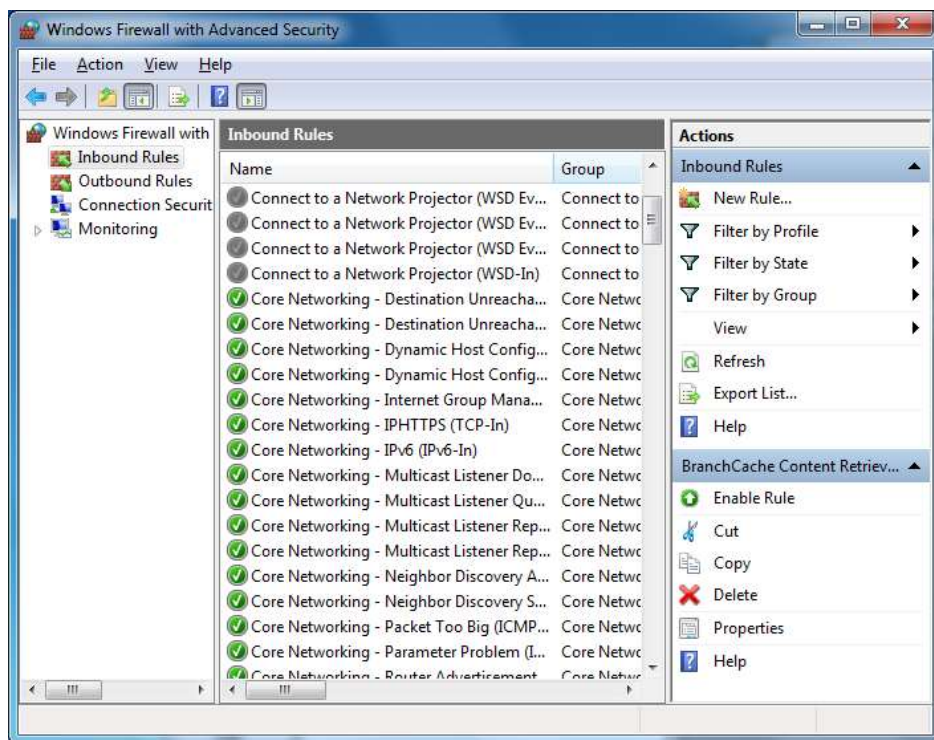 Windows Firewall with Advanced Security
File Action View Help
Windows Firewall with
Inbound Rules
Outbound Rules
Connection Securit
Monitoring
Inbound Rules
Name Group
Connect to a Network Projector (WSD Ev... Connect to
Connect to a Network Projector (WSD Ev... Connect to
Connect to a Network Projector (WSD Ev... Connect to
Connect to a Network Projector (WSD-In) Connect to
Core Networking - Destination Unreacha... Core Netwo
Core Networking - Destination Unreacha... Core Netwo
Core Networking - Dynamic Host Config... Core Netwo
Core Networking - Dynamic Host Config... Core Netwo
Core Networking - Internet Group Mana... Core Netwo
Core Networking - IPHTTPS (TCP-In) Core Netwo
Core Networking - IPv6 (IPv6-In) Core Netwo
Core Networking - Multicast Listener Do... Core Netwo
Core Networking - Multicast Listener Qu... Core Netwo
Core Networking - Multicast Listener Rep... Core Netwo
Core Networking - Multicast Listener Rep... Core Netwo
Core Networking - Neighbor Discovery A... Core Netwo
Core Networking - Neighbor Discovery S... Core Netwo
Core Networking - Packet Too Big (ICMP... Core Netwo
Core Networking - Parameter Problem (I... Core Netwo
Core Networking - Router Advertisement Core Netwo
Actions
Inbound Rules
New Rule...
Filter by Profile
Filter by State
Filter by Group
View
Refresh
Export List...
Help
BranchCache Content Retriev...
Enable Rule
Cut
Copy
Delete
Properties
Help